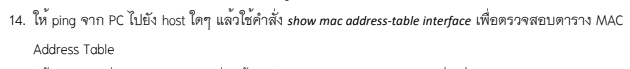 14. ให้ ping จาก PC ไปยัง host ใดๆ แล้วใช้คำสั่ง show mac address-table interface เพื่อตรวจสอบตาราง MAC
Address Table